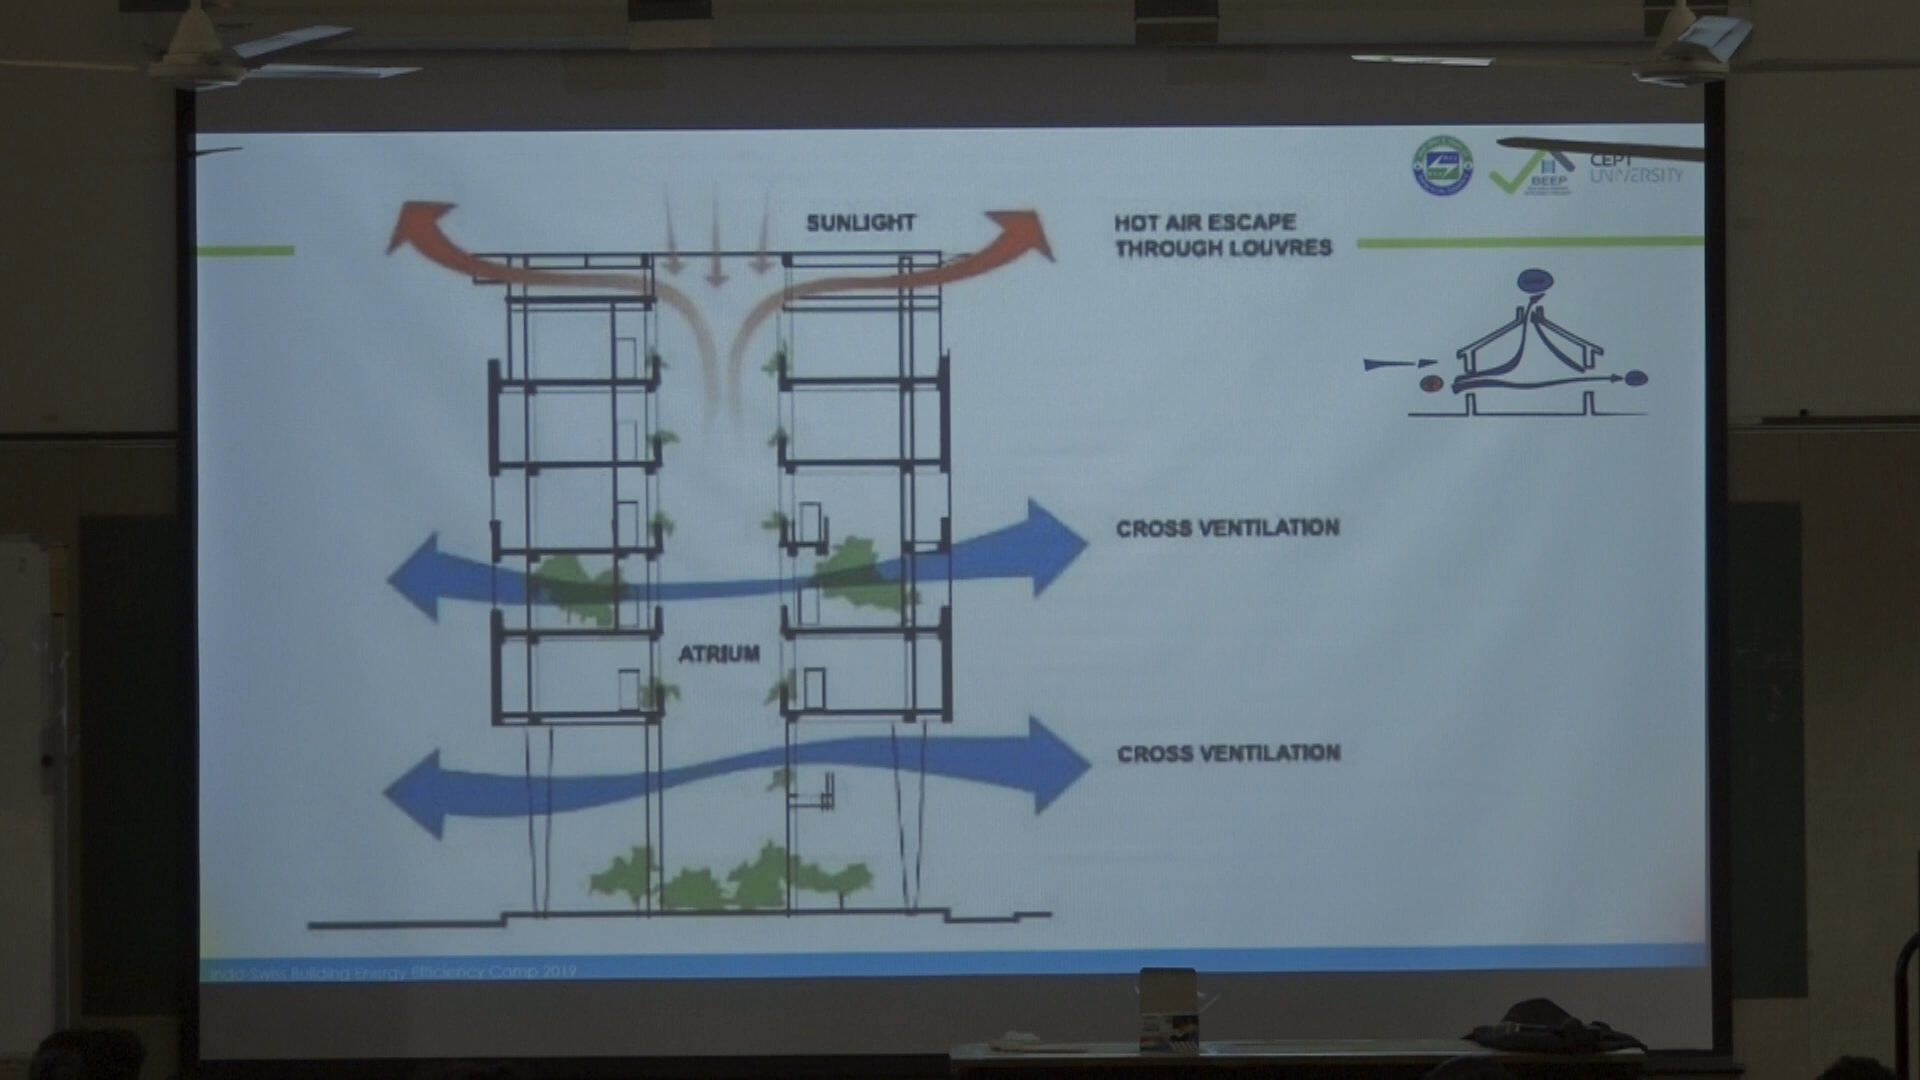 CEPT
UNIVERSITY
BEEP
SUNLIGHT
HOT AIR ESCAPE
THROUGH LOUVRES
CROSS VENTILATION
ATRIUM
CROSS VENTILATION
Indo-Swiss Building Energy Efficiency Camp 2019